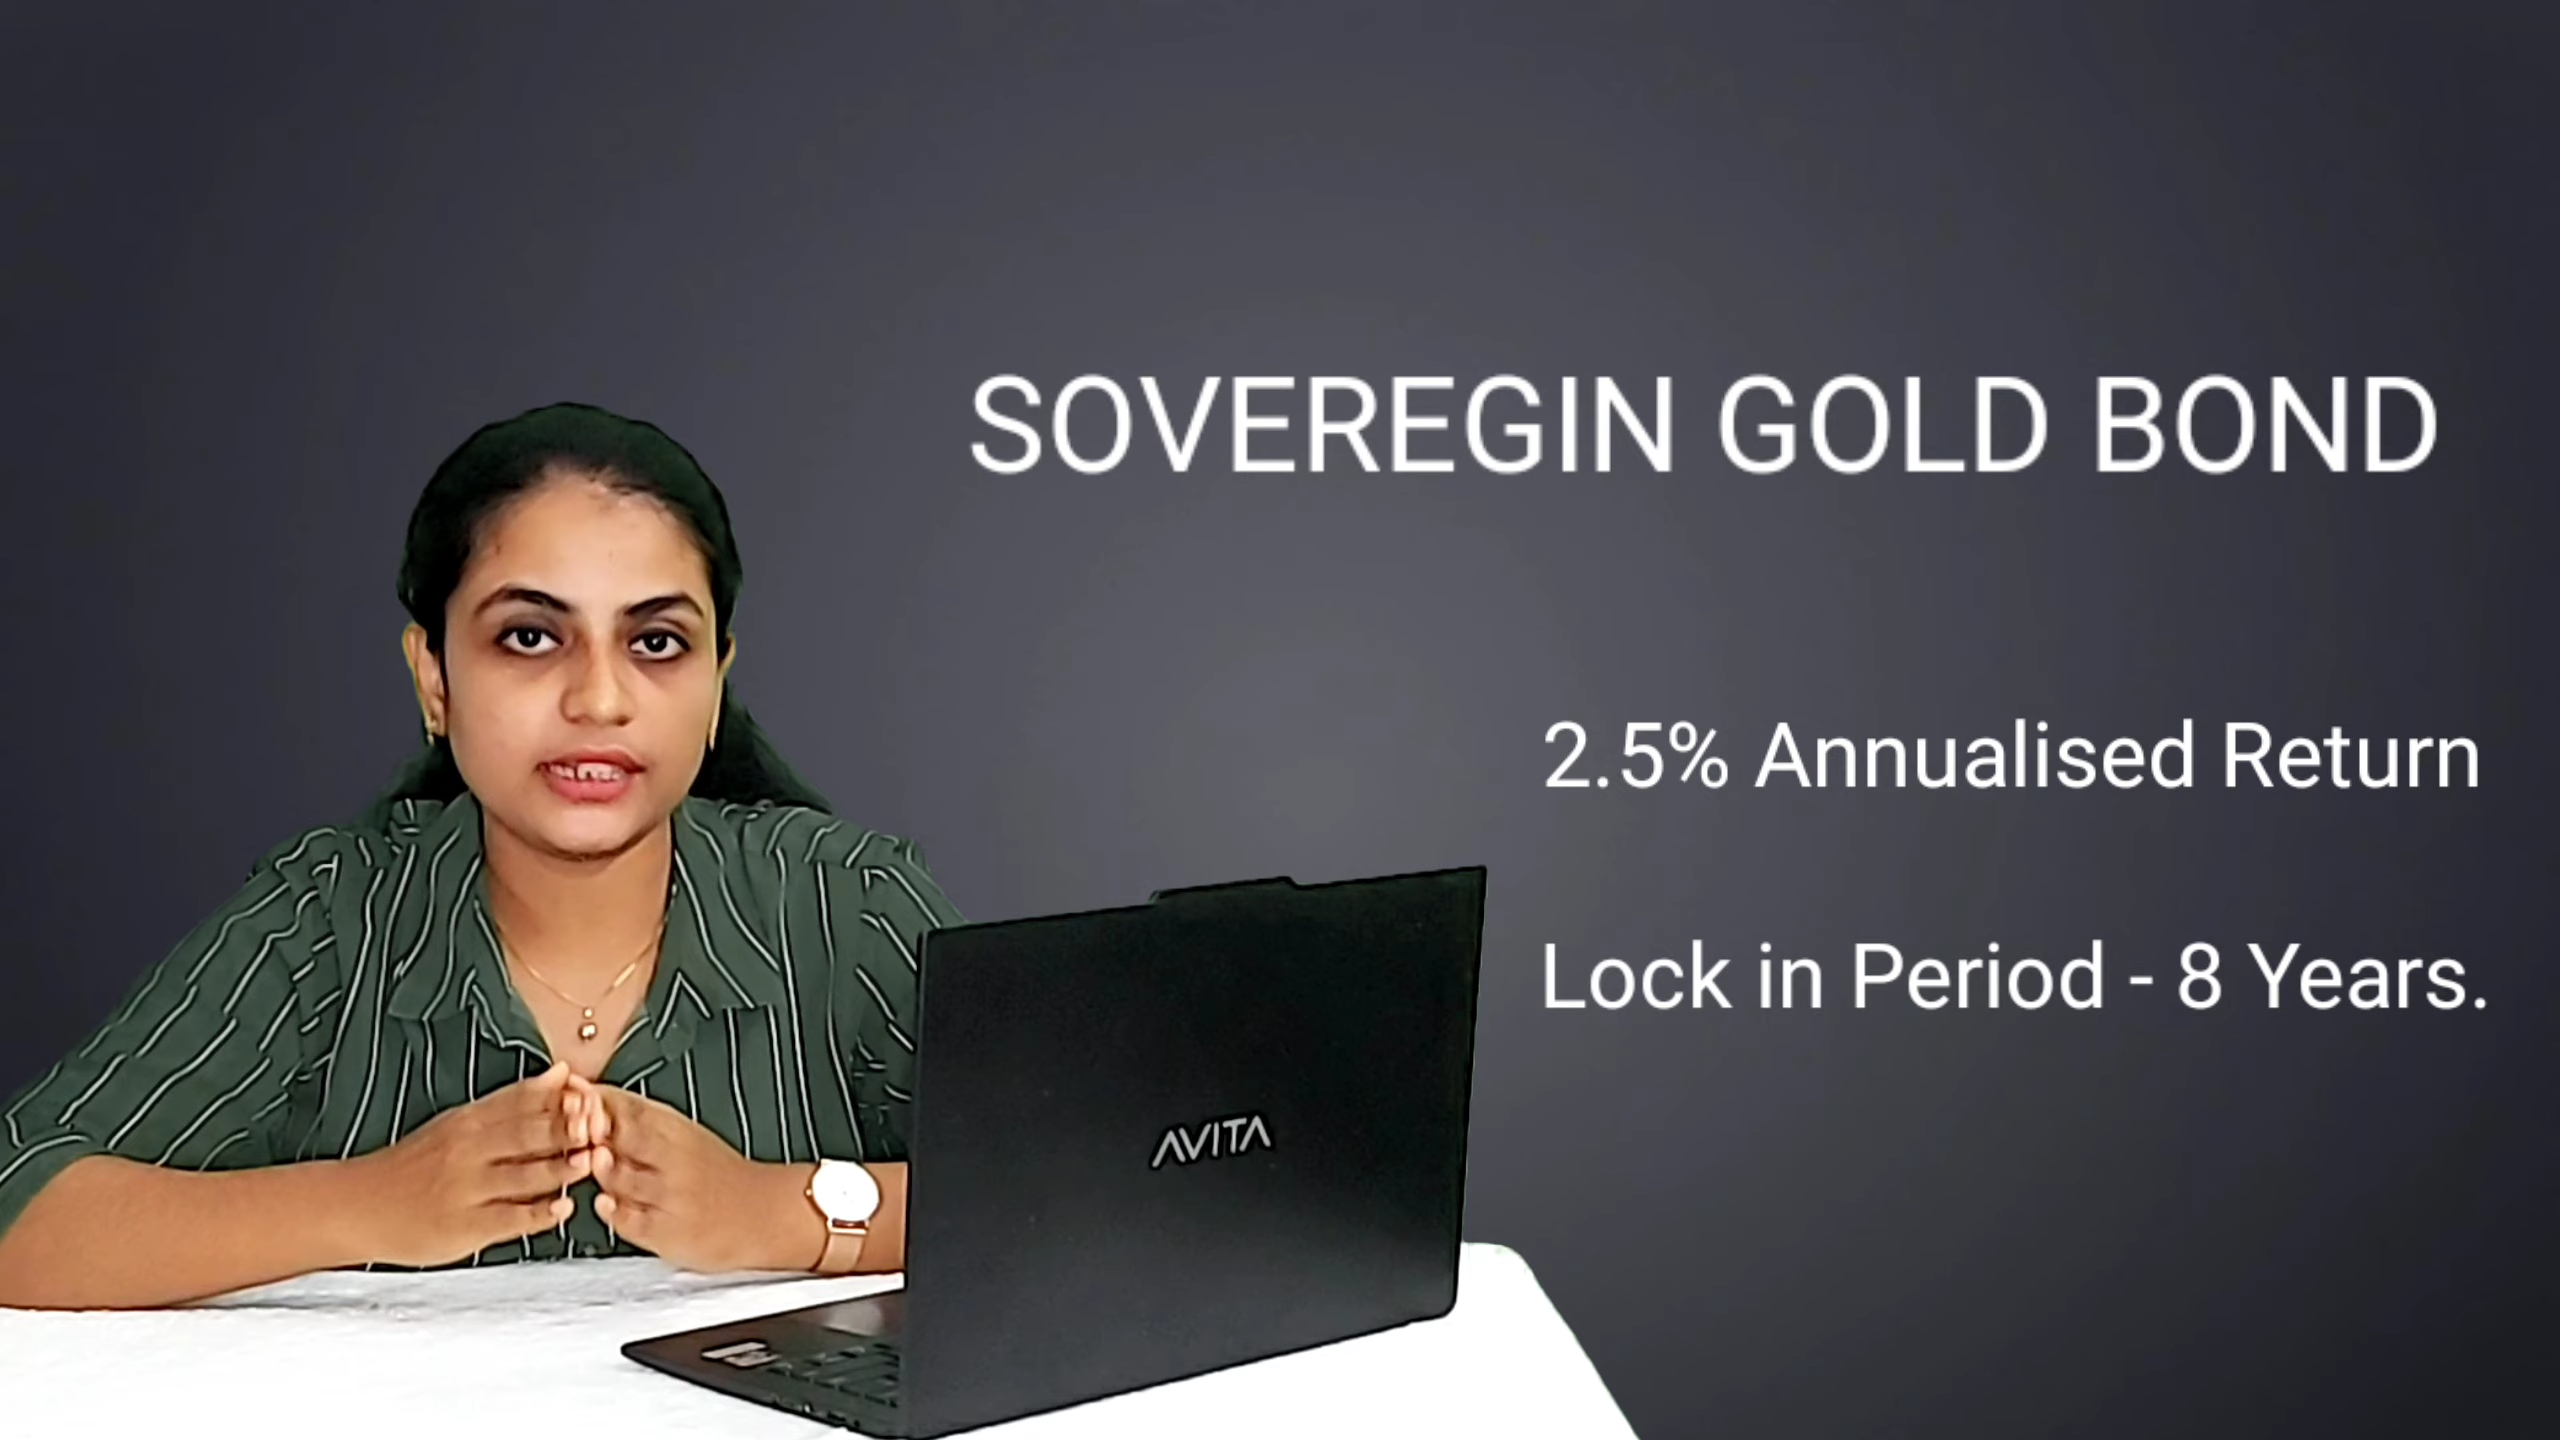 SOVEREGIN GOLD BOND
2.5% Annualised Return
Lock in Period - 8 Years.
AVITA